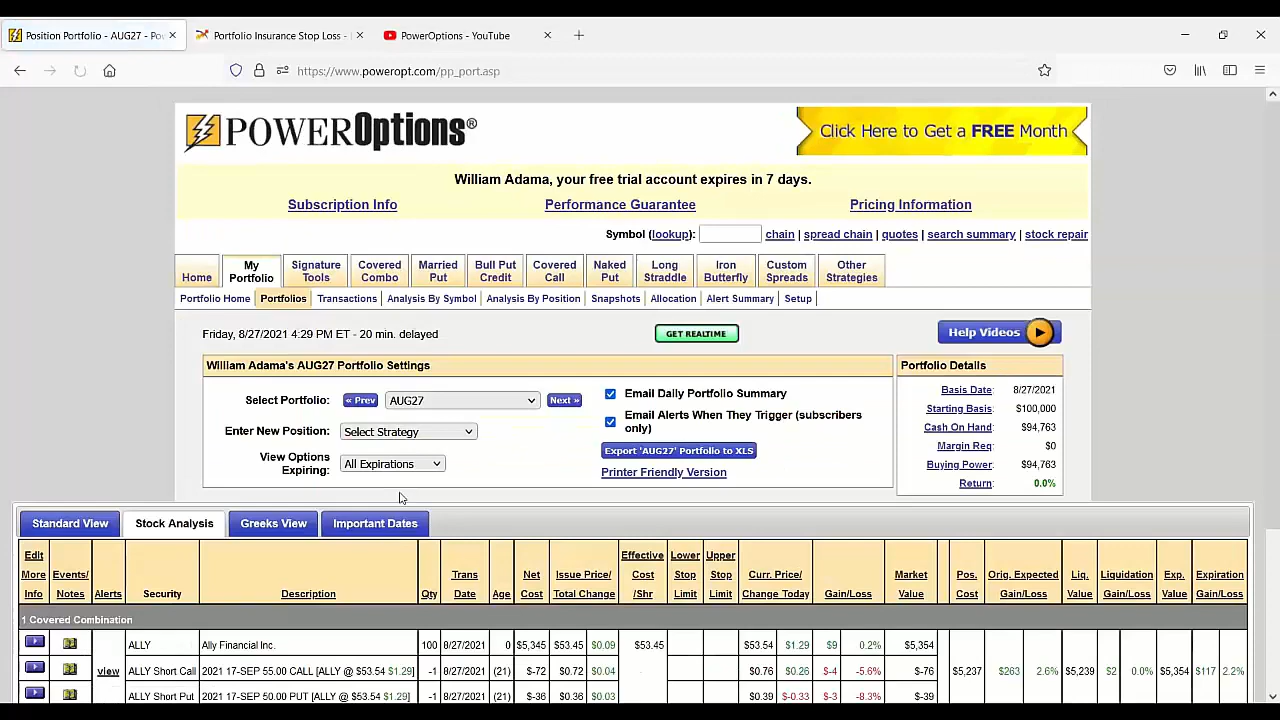 Position Portfolio - AUG27 - Po
Portfolio Insurance Stop Loss -
PowerOptions - YouTube
https://www.poweropt.com/pp_port.asp
POWEROptions®
Click Here to Get a FREE Month
William Adama, your free trial account expires in 7 days.
Subscription Info Performance Guarantee Pricing Information
Symbol (lookup): chain | spread chain | quotes | search summary | stock repair
Home My Portfolio Signature Tools Covered Combo Married Put Bull Put Credit Covered Call Naked Put Long Straddle Iron Butterfly Custom Spreads Other Strategies
Portfolio Home Portfolios Transactions | Analysis By Symbol | Analysis By Position | Snapshots | Allocation | Alert Summary | Setup |
Friday, 8/27/2021 4:29 PM ET - 20 min. delayed
GET REALTIME
Help Videos
William Adama's AUG27 Portfolio Settings
Select Portfolio: « Prev AUG27 Next »
Enter New Position: Select Strategy
View Options Expiring: All Expirations
Email Daily Portfolio Summary
Email Alerts When They Trigger (subscribers
only)
Export 'AUG27' Portfolio to XLS
Printer Friendly Version
Portfolio Details
Basis Date: 8/27/2021
Starting Basis: $100,000
Cash On Hand: $94,763
Margin Req: $0
Buying Power: $94,763
Return: 0.0%
Standard View Stock Analysis Greeks View Important Dates
Edit More Info Events/ Notes Alerts Security Description Qty Trans Date Age Net Cost Issue Price/ Total Change Effective Cost /Shr Lower Stop Limit Upper Stop Limit Curr. Price/ Change Today Gain/Loss Market Value Pos. Cost Orig. Expected Gain/Loss Liq. Value Liquidation Gain/Loss Exp. Value Expiration Gain/Loss
1 Covered Combination
ALLY Ally Financial Inc. 100 8/27/2021 0 $5,345 $53.45 $0.09 $53.45 $53.54 $1.29 $9 0.2% $5,354
view ALLY Short Call 2021 17-SEP 55.00 CALL [ALLY @ $53.54 $1.29] -1 8/27/2021 (21) $-72 $0.72 $0.04 $0.76 $0.26 $-4 -5.6% $-76 $5,237 $263 2.6% $5,239 $2 0.0% $5,354 $117 2.2%
ALLY Short Put 2021 17-SEP 50.00 PUT [ALLY @ $53.54 $1.29] -1 8/27/2021 (21) $-36 $0.36 $0.03 $0.39 $-0.33 $-3 -8.3% $-39